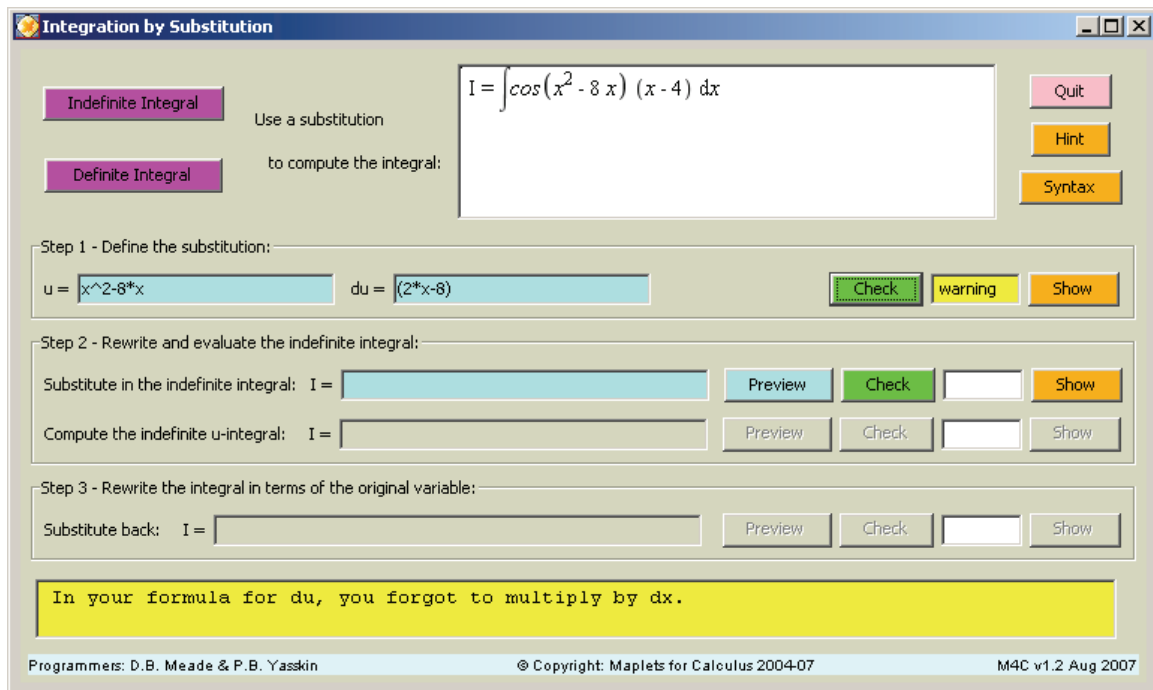 Integration by Substitution
Indefinite Integral
Definite Integral
Use a substitution
to compute the integral:
I = ∫cos(x² - 8 x) (x - 4) dx
Quit
Hint
Syntax
Step 1 - Define the substitution:
u = x^2-8*x du = (2*x-8) Check warning Show
Step 2 - Rewrite and evaluate the indefinite integral:
Substitute in the indefinite integral: I = Preview Check Show
Compute the indefinite u-integral: I = Preview Check Show
Step 3 - Rewrite the integral in terms of the original variable:
Substitute back: I = Preview Check Show
In your formula for du, you forgot to multiply by dx.
Programmers: D.B. Meade & P.B. Yasskin © Copyright: Maplets for Calculus 2004-07 M4C v1.2 Aug 2007